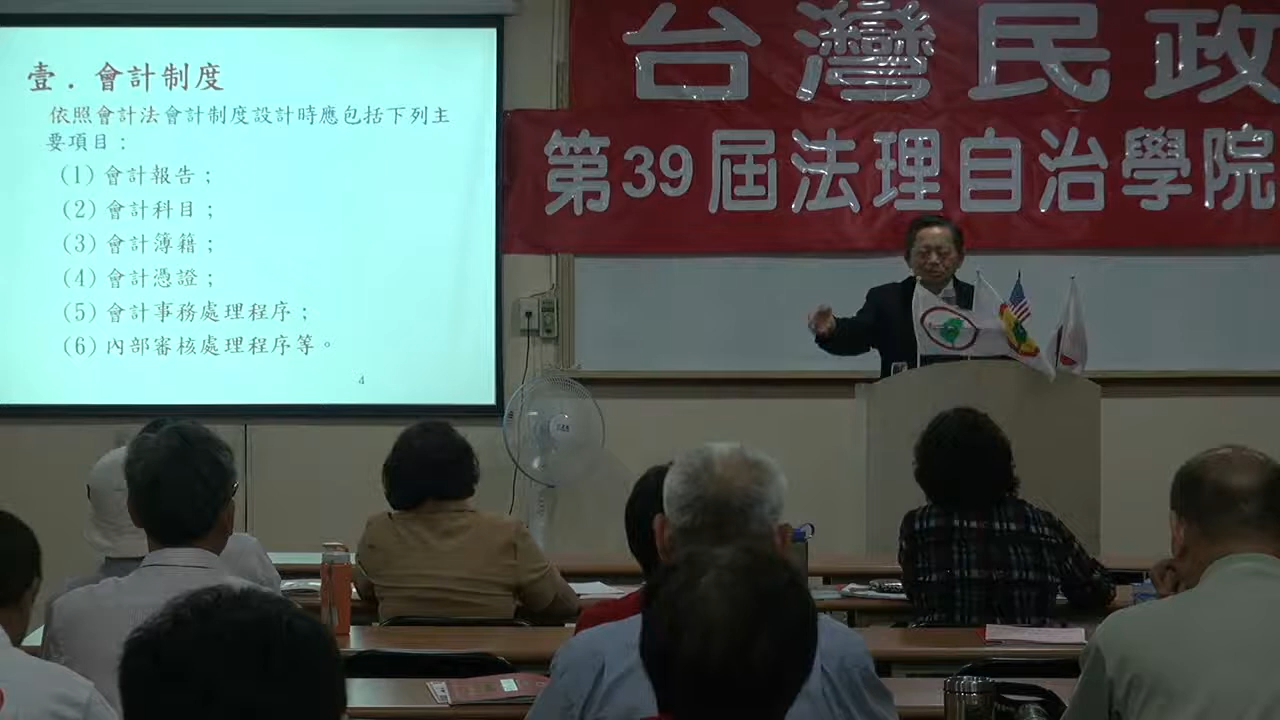 壹．會計制度
依照會計法會計制度設計時應包括下列主
要項目：
(1) 會計報告；
(2) 會計科目；
(3) 會計簿籍；
(4) 會計憑證；
(5) 會計事務處理程序；
(6) 內部審核處理程序等。
4
台灣民政
第39屆法理自治學院